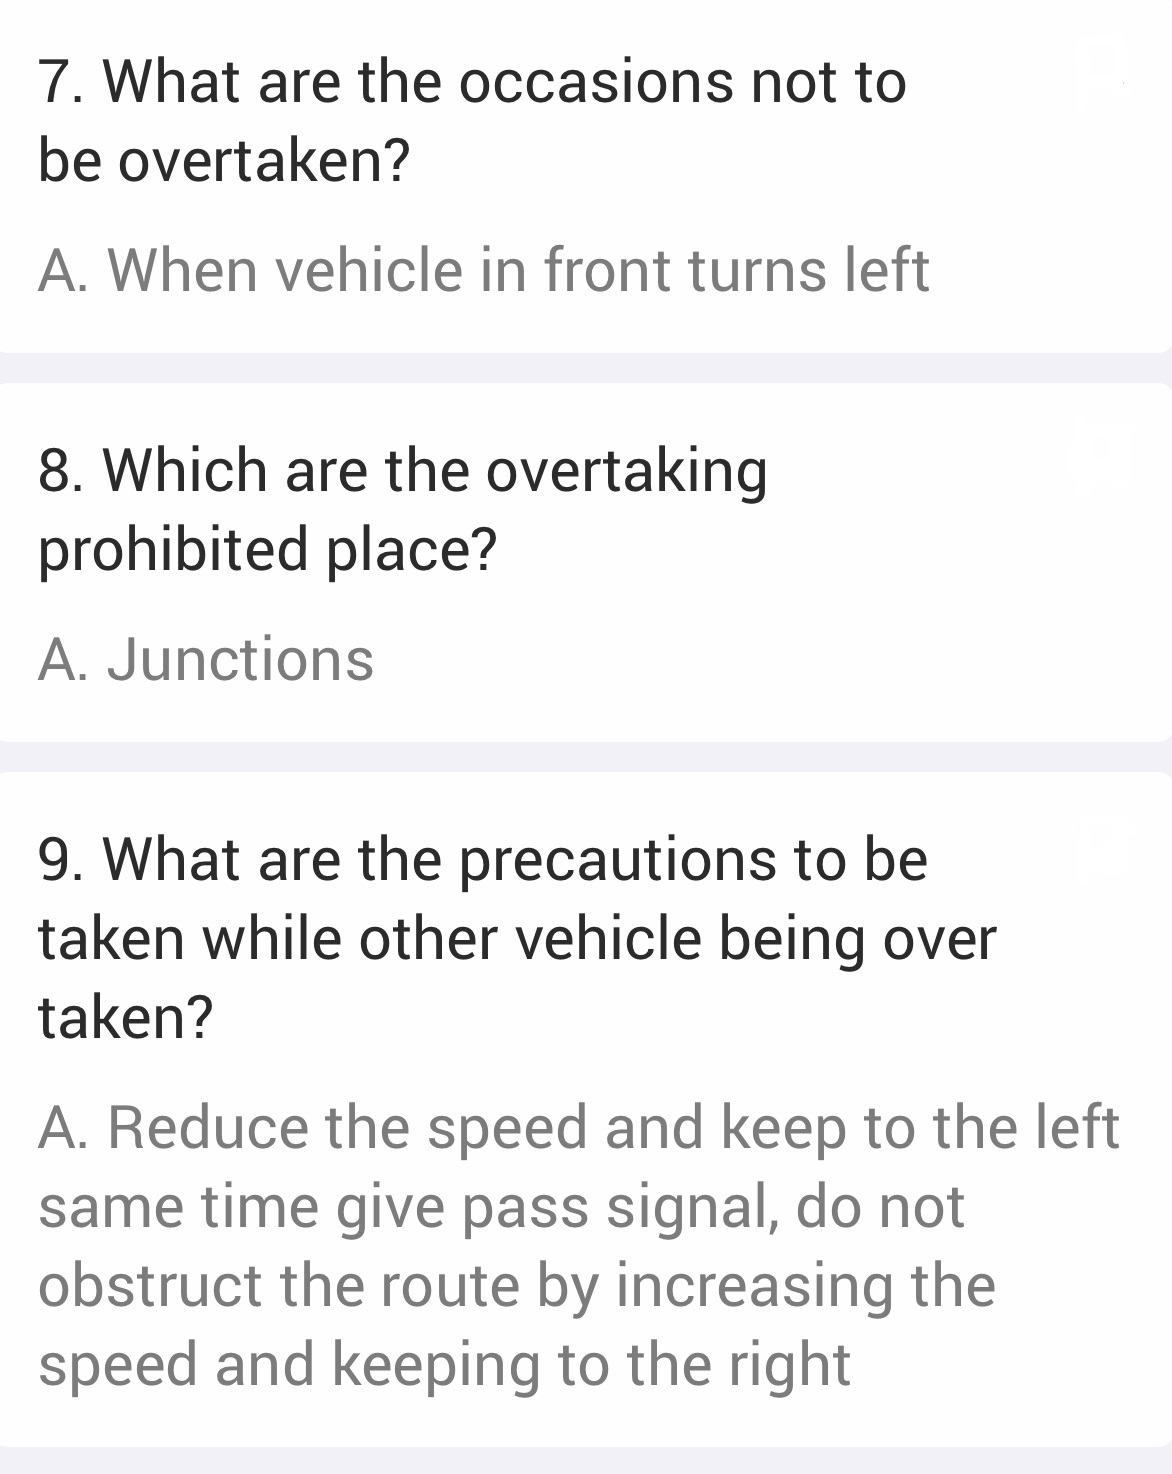 7. What are the occasions not to
be overtaken?
A. When vehicle in front turns left
8. Which are the overtaking
prohibited place?
A. Junctions
9. What are the precautions to be
taken while other vehicle being over
taken?
A. Reduce the speed and keep to the left
same time give pass signal, do not
obstruct the route by increasing the
speed and keeping to the right